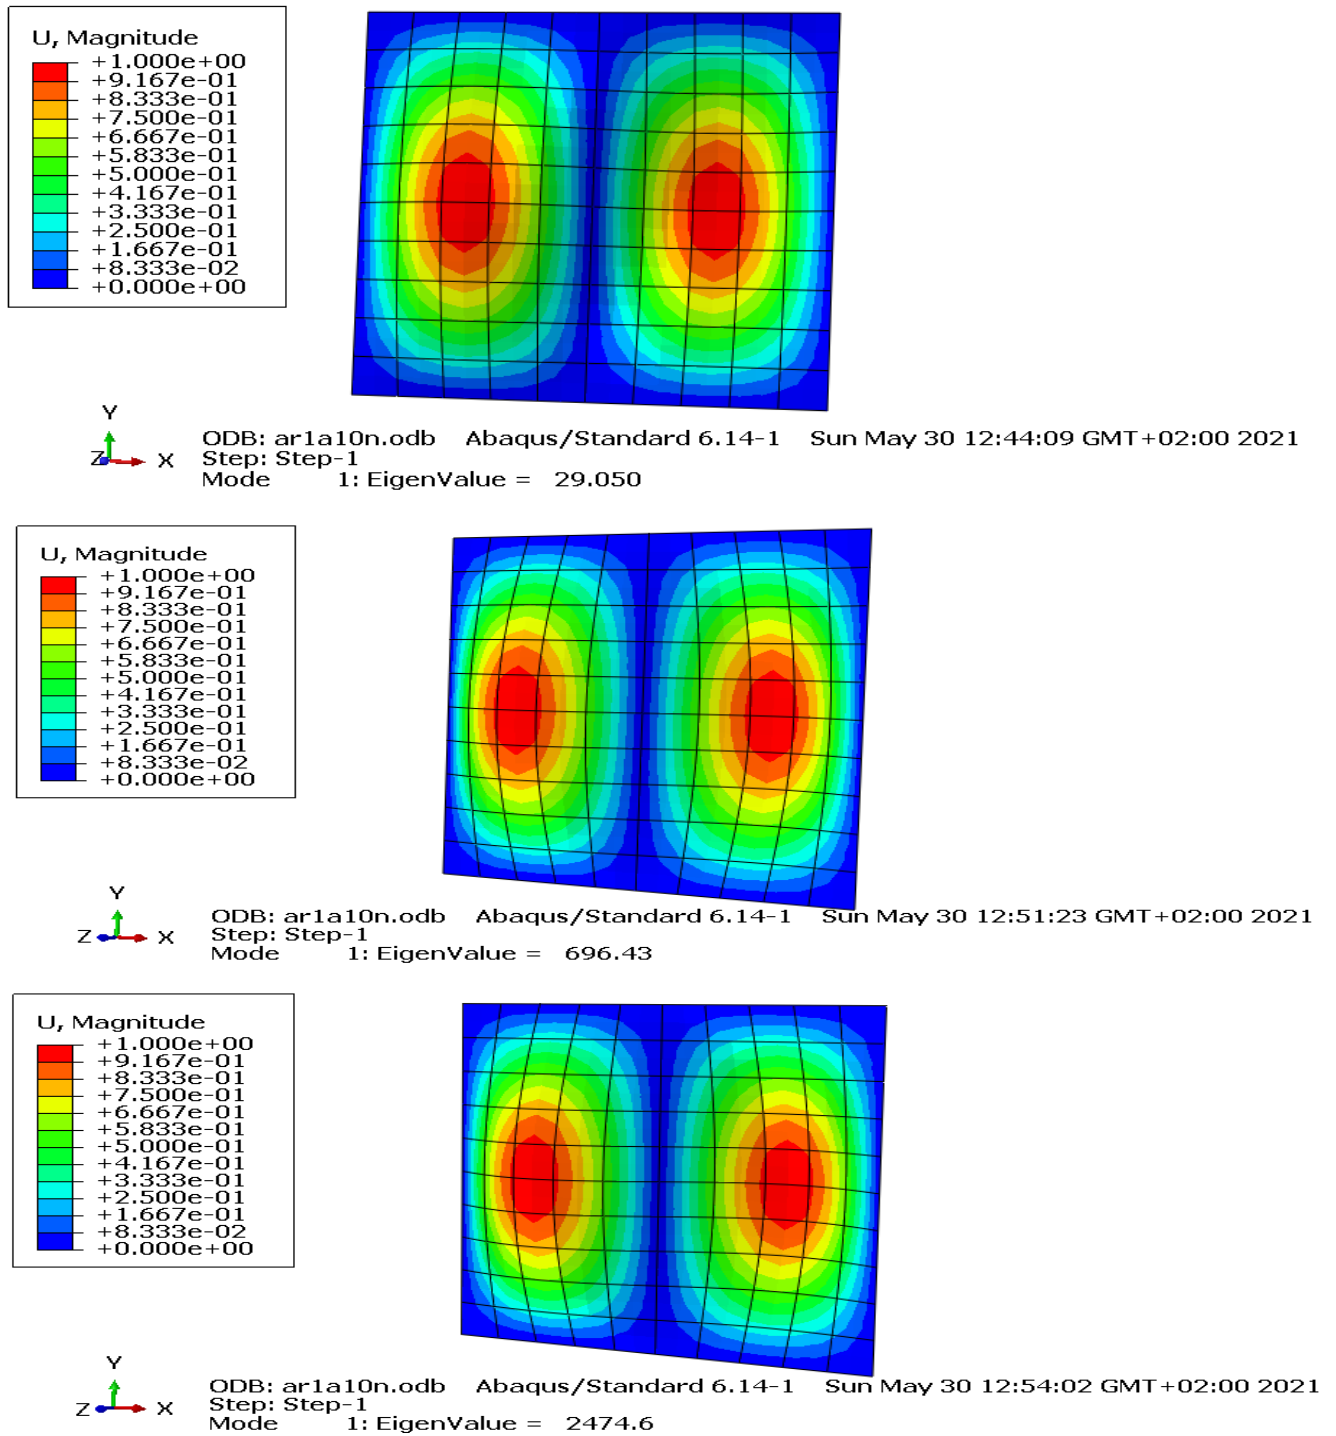 U, Magnitude
+1.000e+00
+9.167e-01
+8.333e-01
+7.500e-01
+6.667e-01
+5.833e-01
+5.000e-01
+4.167e-01
+3.333e-01
+2.500e-01
+1.667e-01
+8.333e-02
+0.000e+00
Y
Z X
ODB: ar1a10n.odb Abaqus/Standard 6.14-1 Sun May 30 12:44:09 GMT+02:00 2021
Step: Step-1
Mode 1: EigenValue = 29.050
U, Magnitude
+1.000e+00
+9.167e-01
+8.333e-01
+7.500e-01
+6.667e-01
+5.833e-01
+5.000e-01
+4.167e-01
+3.333e-01
+2.500e-01
+1.667e-01
+8.333e-02
+0.000e+00
Y
Z X
ODB: ar1a10n.odb Abaqus/Standard 6.14-1 Sun May 30 12:51:23 GMT+02:00 2021
Step: Step-1
Mode 1: EigenValue = 696.43
U, Magnitude
+1.000e+00
+9.167e-01
+8.333e-01
+7.500e-01
+6.667e-01
+5.833e-01
+5.000e-01
+4.167e-01
+3.333e-01
+2.500e-01
+1.667e-01
+8.333e-02
+0.000e+00
Y
Z X
ODB: ar1a10n.odb Abaqus/Standard 6.14-1 Sun May 30 12:54:02 GMT+02:00 2021
Step: Step-1
Mode 1: EigenValue = 2474.6